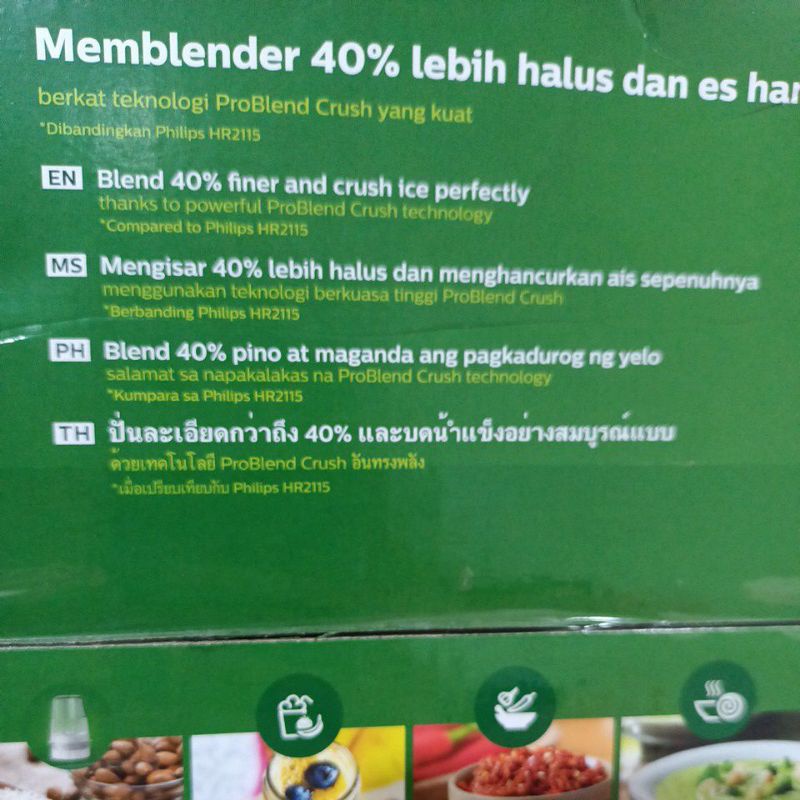 Memblender 40% lebih halus dan es
berkat teknologi ProBlend Crush yang kuat
*Dibandingkan Philips HR2115
EN Blend 40% finer and crush ice perfectly
thanks to powerful ProBlend Crush technology
*Compared to Philips HR2115
MS Mengisar 40% lebih halus dan menghancurkan ais sepenuhnya
menggunakan teknologi berkuasa tinggi ProBlend Crush
*Berbanding Philips HR2115
PH Blend 40% pino at maganda ang pagkadurog ng yelo
salamat sa napakalakas na ProBlend Crush technology
*Kumpara sa Philips HR2115
TH ปั่นละเอียดกว่าถึง 40% และบดน้ำแข็งอย่างสมบูรณ์แบบ
ด้วยเทคโนโลยี ProBlend Crush อันทรงพลัง
*เมื่อเปรียบเทียบกับ Philips HR2115